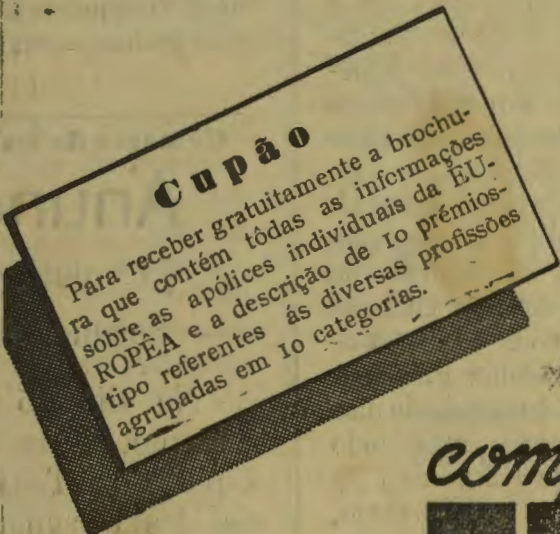 Cupão
Para receber gratuitamente a brochu-
ra que contém tôdas as informações
sobre as apólices individuais da EU-
ROPÊA e a descrição de 10 prémios-
tipo referentes ás diversas profissões
agrupadas em 10 categorias.
com